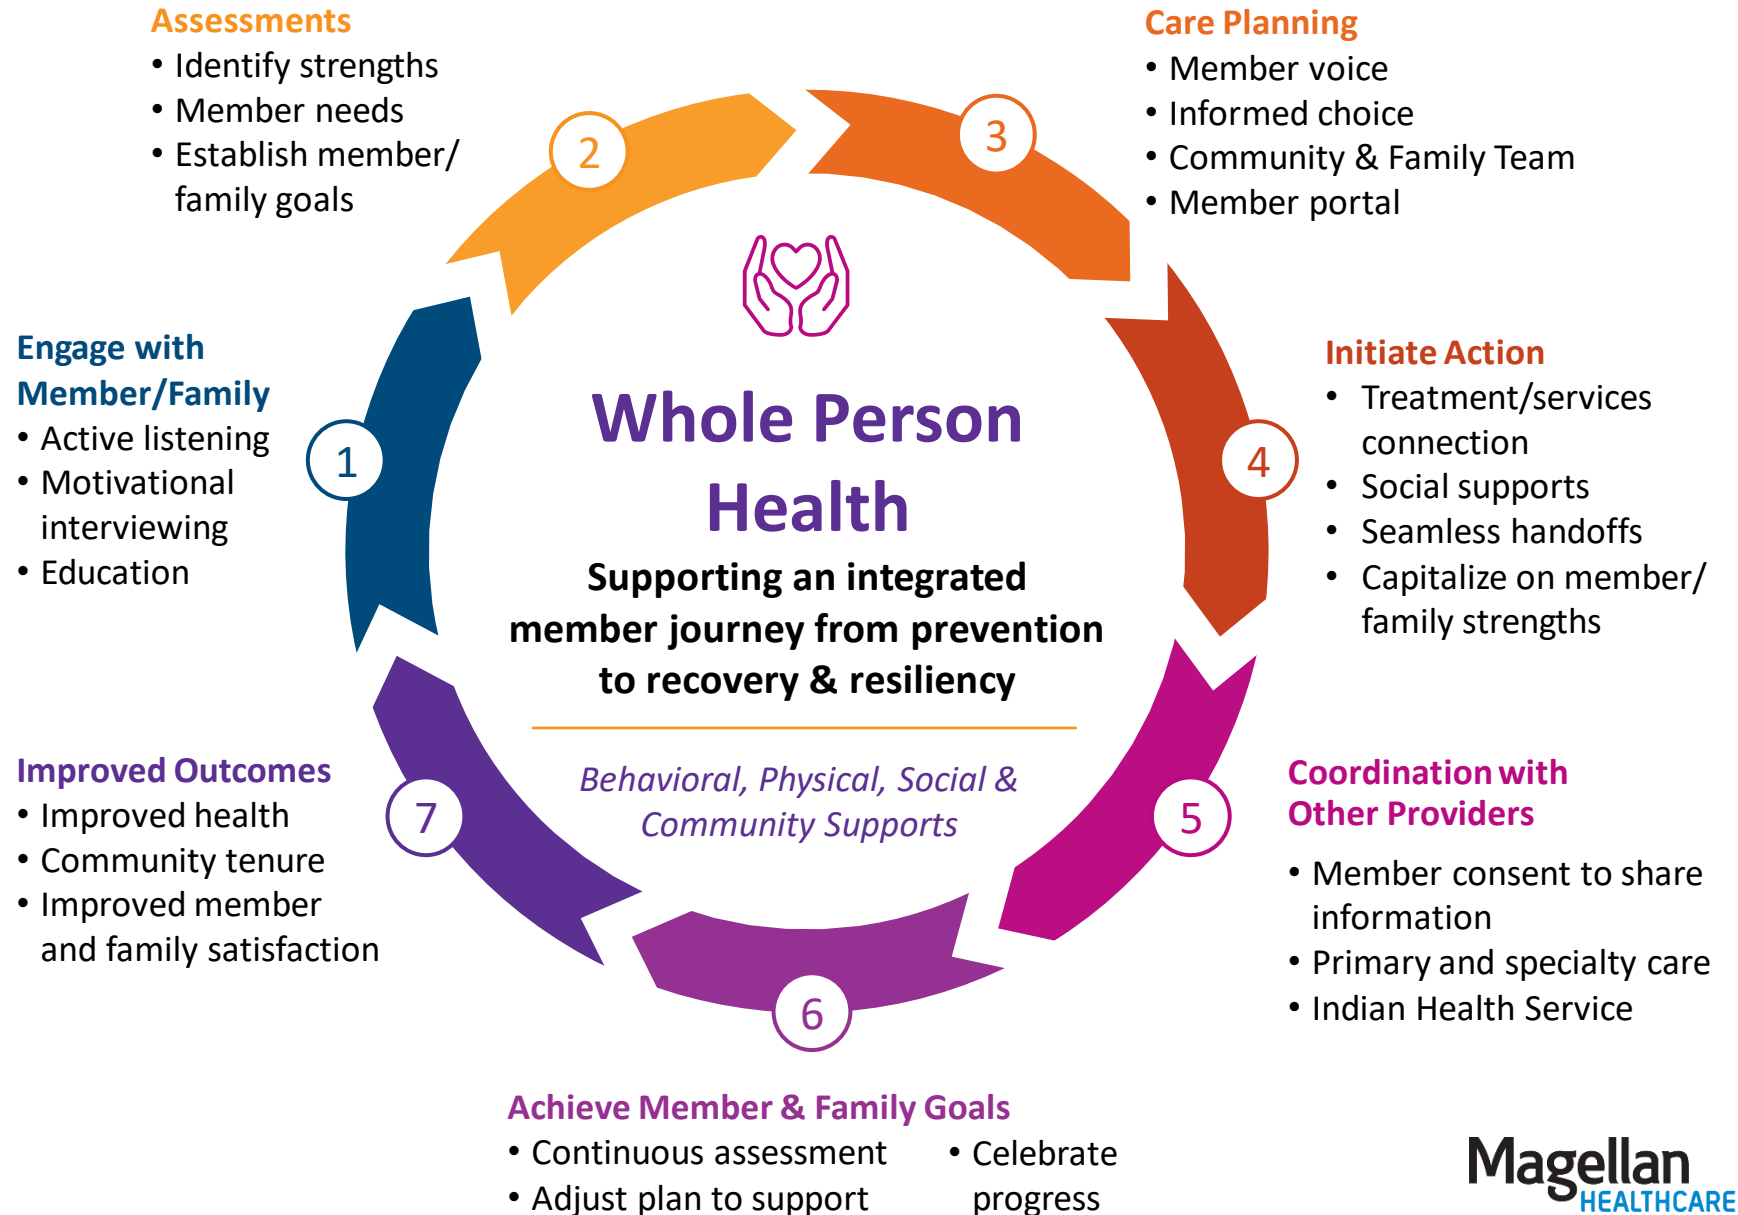 Engage with
Member/Family
• Active listening
• Motivational
interviewing
• Education
1
Assessments
• Identify strengths
• Member needs
• Establish member/
family goals
2
Care Planning
• Member voice
• Informed choice
• Community & Family Team
• Member portal
3
Initiate Action
• Treatment/services
connection
• Social supports
• Seamless handoffs
• Capitalize on member/
family strengths
4
Coordination with
Other Providers
• Member consent to share
information
• Primary and specialty care
• Indian Health Service
5
Achieve Member & Family Goals
• Continuous assessment
• Adjust plan to support
• Celebrate
progress
6
Improved Outcomes
• Improved health
• Community tenure
• Improved member
and family satisfaction
7
Whole Person
Health
Supporting an integrated
member journey from prevention
to recovery & resiliency
Behavioral, Physical, Social &
Community Supports
Magellan
HEALTHCARE